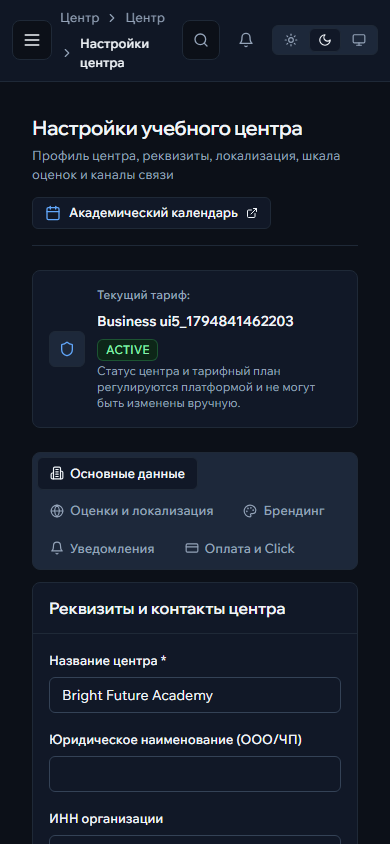 Центр > Центр
> Настройки
центра
Настройки учебного центра
Профиль центра, реквизиты, локализация, шкала
оценок и каналы связи
Академический календарь
Текущий тариф:
Business ui5_1794841462203
ACTIVE
Статус центра и тарифный план
регулируются платформой и не могут
быть изменены вручную.
Основные данные
Оценки и локализация
Брендинг
Уведомления
Оплата и Click
Реквизиты и контакты центра
Название центра *
Bright Future Academy
Юридическое наименование (ООО/ЧП)
ИНН организации